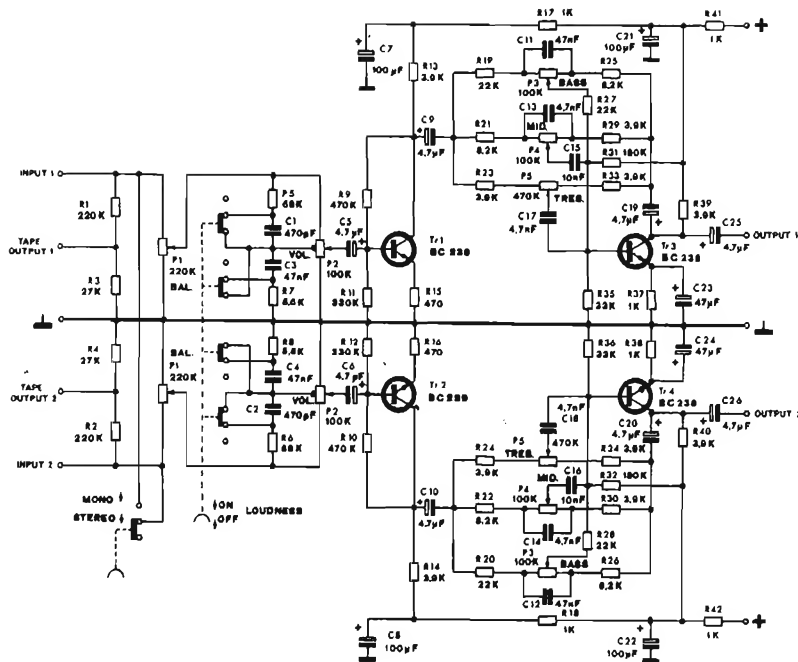 R17 1K
R41
1K
+
C11
47nF
C21
100µF
C7
100µF
R13
3,9K
R19
22K
P3
100K
BASS
R25
8,2K
R27
22K
C13
4,7nF
C9
4,7µF
R21
8,2K
MID.
P4
100K
R29 3,9K
C15
10nF
R31 180K
R23
3,9K
P5
470K
TRES.
R33 3,9K
C17
4,7nF
C19
4,7µF
R39
3,9K
C25
4,7µF
OUTPUT 1
INPUT 1
R1
220K
TAPE
OUTPUT 1
R3
27K
P1
220K
BAL.
P5
68K
C1
470pF
VOL.
C3
47nF
R7
5,6K
P2
100K
C5
4,7µF
R9
470K
R11
330K
Tr1
BC 239
R15
470
Tr3
BC 238
R35
33K
R37
1K
C23
47µF
R4
27K
TAPE
OUTPUT 2
R2
220K
INPUT 2
BAL.
P1
220K
R8
5,6K
C4
47nF
VOL.
C2
470pF
R6
68K
P2
100K
C6
4,7µF
R12
330K
R10
470K
R16
470
Tr2
BC 239
R36
33K
R38
1K
C24
47µF
Tr4
BC 238
C26
4,7µF
OUTPUT 2
4,7nF
C18
C20
4,7µF
R40
3,9K
R24
3,9K
P5
TRES.
470K
R24
3,9K
MID.
C16
10nF
R32 180K
C10
4,7µF
R22
8,2K
P4
100K
R30 3,9K
C14
4,7nF
R28
22K
R20
22K
P3
100K
BASS
R26
8,2K
C12
47nF
R14
3,9K
MONO
STEREO
ON
OFF
LOUDNESS
R18
1K
R42
1K
+
C8
100µF
C22
100µF